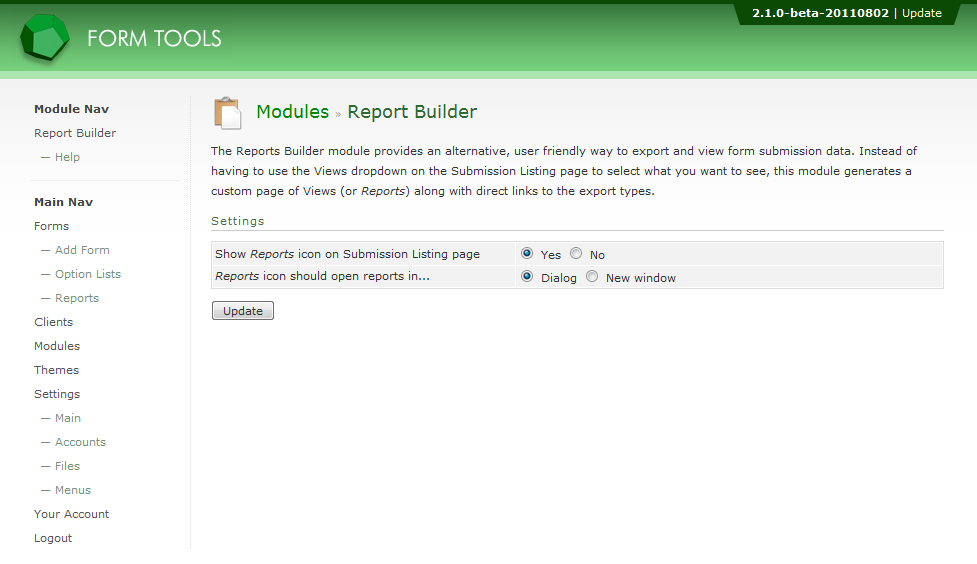 2.1.0-beta-20110802 | Update
FORM TOOLS
Module Nav
Report Builder
— Help
Main Nav
Forms
— Add Form
— Option Lists
— Reports
Clients
Modules
Themes
Settings
— Main
— Accounts
— Files
— Menus
Your Account
Logout
Modules » Report Builder
The Reports Builder module provides an alternative, user friendly way to export and view form submission data. Instead of
having to use the Views dropdown on the Submission Listing page to select what you want to see, this module generates a
custom page of Views (or Reports) along with direct links to the export types.
Settings
Show Reports icon on Submission Listing page Yes No
Reports icon should open reports in... Dialog New window
Update